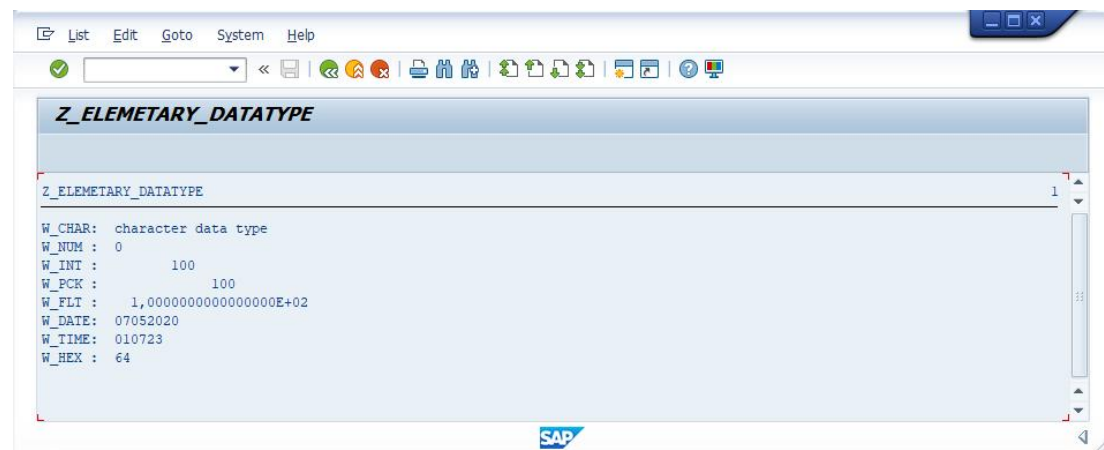 List Edit Goto System Help
Z_ELEMETARY_DATATYPE
Z_ELEMETARY_DATATYPE 1
W_CHAR: character data type
W_NUM : 0
W_INT : 100
W_PCK : 100
W_FLT : 1,0000000000000000E+02
W_DATE: 07052020
W_TIME: 010723
W_HEX : 64
SAP